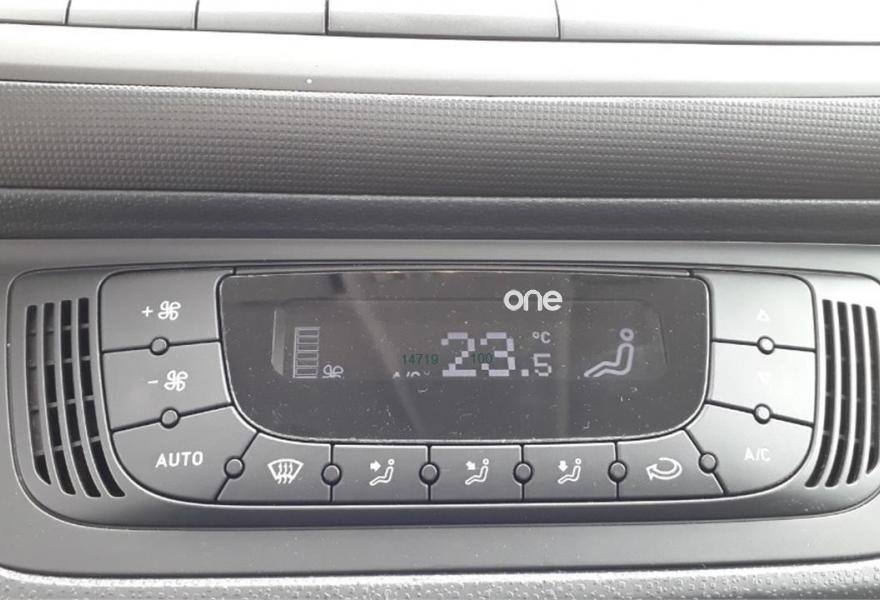 one
°C
14719 100
A/C
23.5
AUTO
A/C